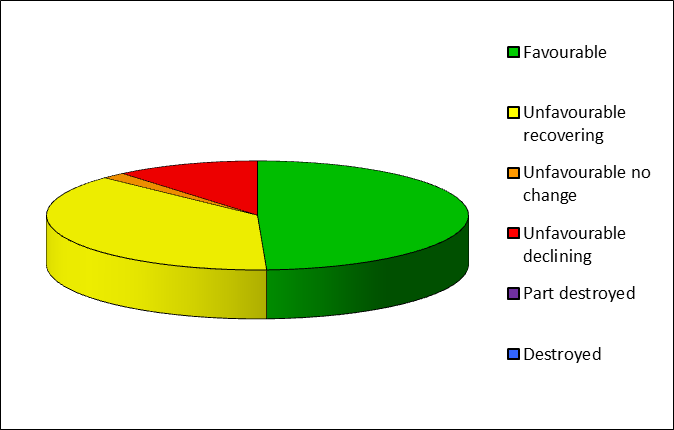 Favourable
Unfavourable
recovering
Unfavourable no
change
Unfavourable
declining
Part destroyed
Destroyed